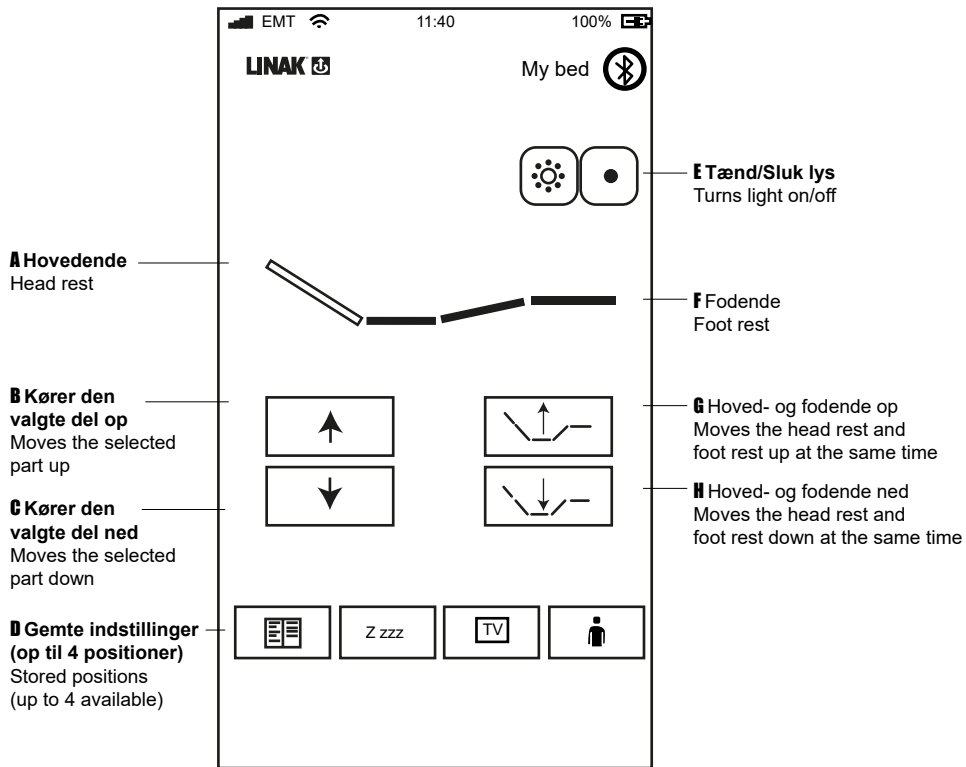 EMT 11:40 100%
LINAK My bed
E Tænd/Sluk lys
Turns light on/off
A Hovedende
Head rest
F Fodende
Foot rest
B Kører den
valgte del op
Moves the selected
part up
G Hoved- og fodende op
Moves the head rest and
foot rest up at the same time
C Kører den
valgte del ned
Moves the selected
part down
H Hoved- og fodende ned
Moves the head rest and
foot rest down at the same time
D Gemte indstillinger
(op til 4 positioner)
Stored positions
(up to 4 available)
Z zzz
TV